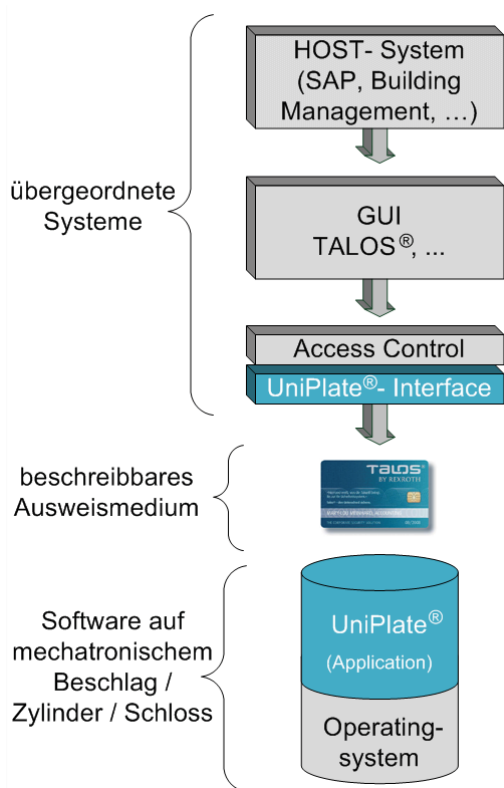 HOST- System
(SAP, Building
Management, ...)
übergeordnete
Systeme
GUI
TALOS®, ...
Access Control
UniPlate®- Interface
beschreibbares
Ausweismedium
TALOS®
BY REXROTH
Software auf
mechatronischem
Beschlag /
Zylinder / Schloss
UniPlate®
(Application)
Operating-
system